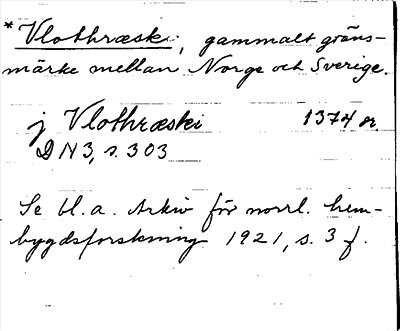 *Vlothræski, gammalt gräns-
märke mellan Norge och Sverige.
j Vlothræski 1374 n.
DN 3, s. 303
Se bl.a. Arkiv för norrl. hem-
bygdsforskning 1921, s. 3 f.